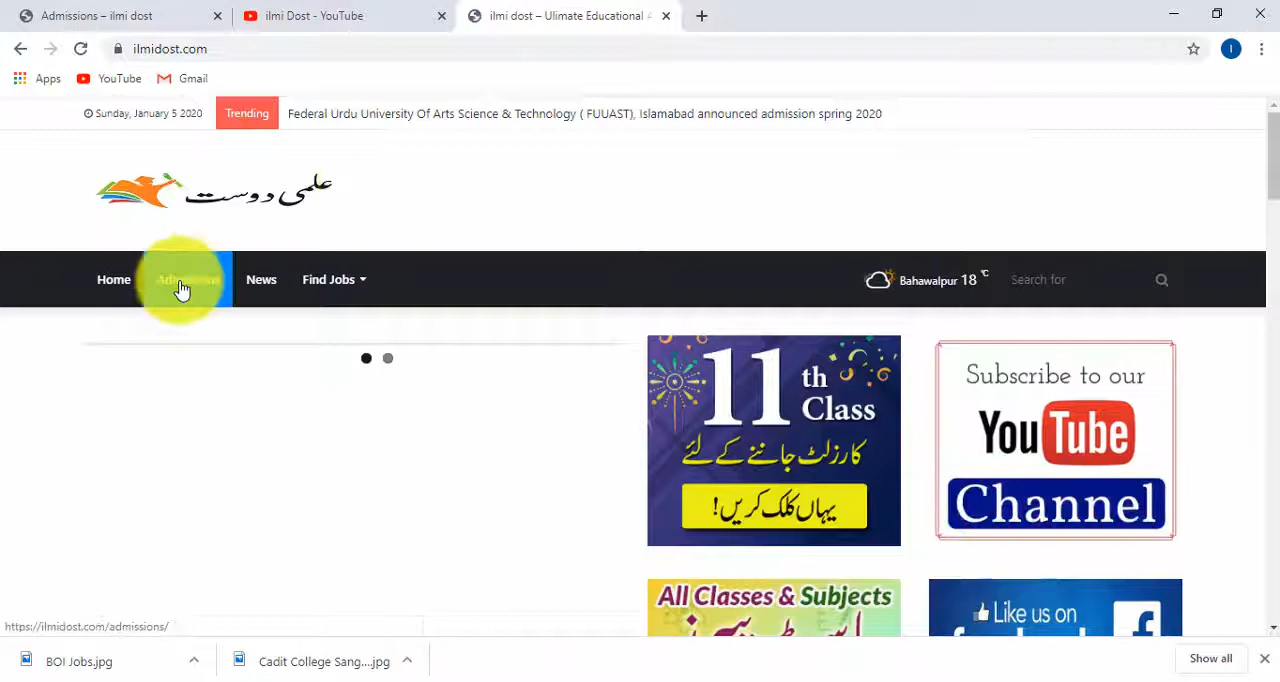 Admissions – ilmi dost
ilmi Dost - YouTube
ilmi dost – Ulimate Educational
ilmidost.com
I
Apps
YouTube
Gmail
Sunday, January 5 2020
Trending
Federal Urdu University Of Arts Science & Technology ( FUUAST), Islamabad announced admission spring 2020
علمی دوست
Home
Admissions
News
Find Jobs
Bahawalpur 18 °C
Search for
11th Class
کا رزلٹ جاننے کے لئے
یہاں کلک کریں!
Subscribe to our
YouTube
Channel
All Classes & Subjects
Like us on
https://ilmidost.com/admissions/
BOI Jobs.jpg
Cadit College Sang....jpg
Show all